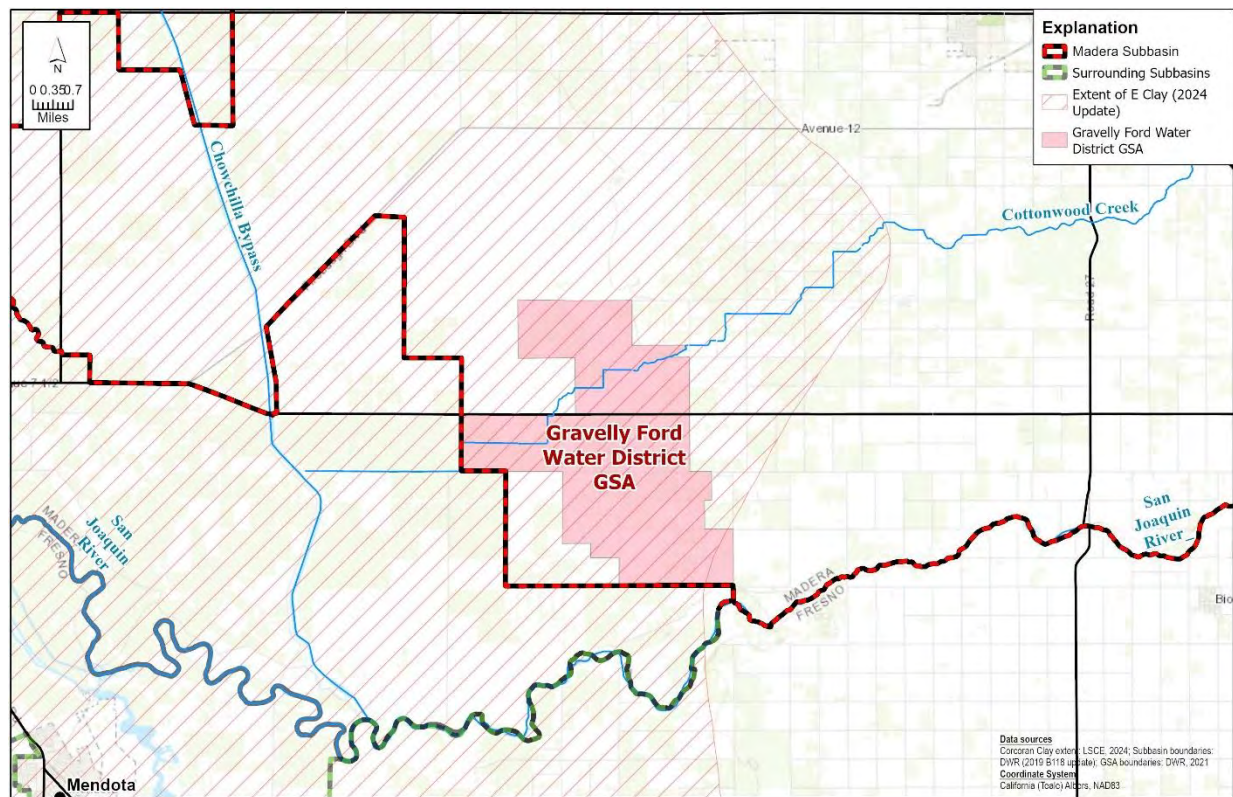 N
0 0.35 0.7
Miles
Explanation
Madera Subbasin
Surrounding Subbasins
Extent of E Clay (2024
Update)
Gravelly Ford Water
District GSA
Avenue 12
Chowchilla Bypass
Cottonwood Creek
Road 27
Gravelly Ford
Water District
GSA
San
Joaquin
River
MADERA
FRESNO
San
Joaquin
River
MADERA
FRESNO
Mendota
Data sources
Corcoran Clay extent: LSCE, 2024; Subbasin boundaries:
DWR (2019 B118 update); GSA boundaries: DWR, 2021
Coordinate System
California (Teale) Albers, NAD83